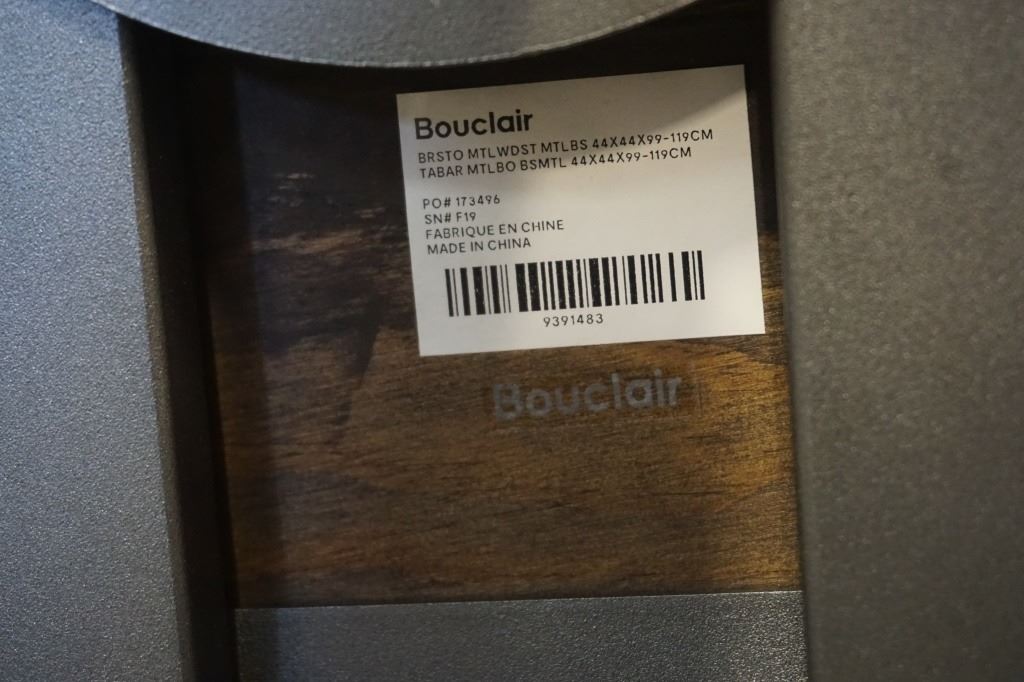 Bouclair
BRSTO MTLWDST MTLBS 44X44X99-119CM
TABAR MTLBO BSMTL 44X44X99-119CM
PO# 173496
SN# F19
FABRIQUE EN CHINE
MADE IN CHINA
9391483
Bouclair